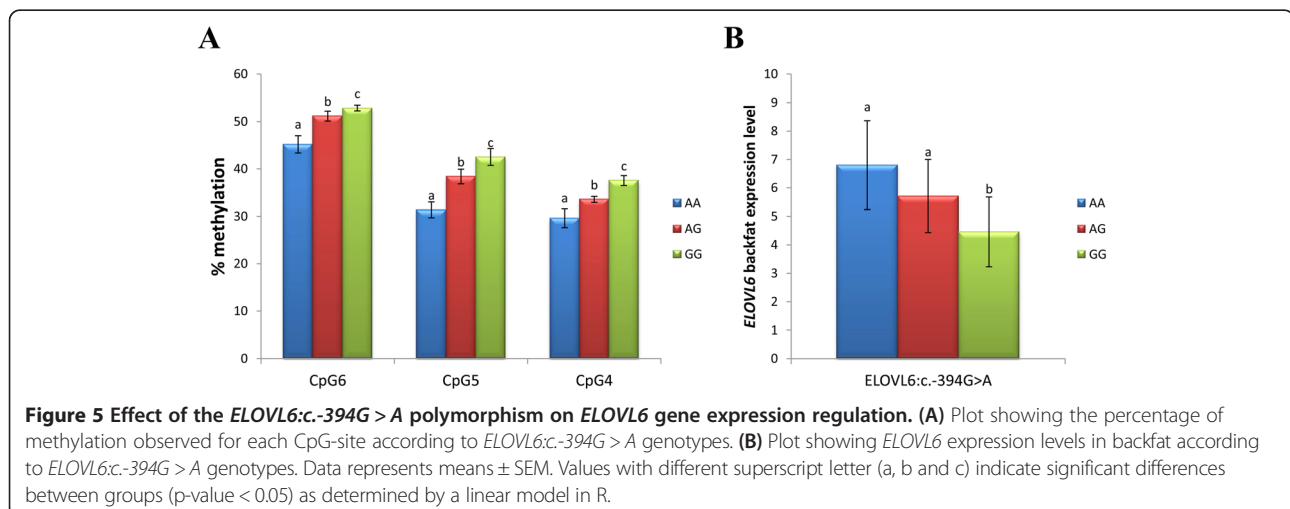 A
B
% methylation
60
50
40
30
20
10
0
a
b
c
a
b
c
a
b
c
CpG6
CpG5
CpG4
AA
AG
GG
ELOVL6 backfat expression level
10
9
8
7
6
5
4
3
2
1
0
a
a
b
ELOVL6:c.-394G>A
AA
AG
GG
Figure 5 Effect of the ELOVL6:c.-394G > A polymorphism on ELOVL6 gene expression regulation. (A) Plot showing the percentage of
methylation observed for each CpG-site according to ELOVL6:c.-394G > A genotypes. (B) Plot showing ELOVL6 expression levels in backfat according
to ELOVL6:c.-394G > A genotypes. Data represents means ± SEM. Values with different superscript letter (a, b and c) indicate significant differences
between groups (p-value < 0.05) as determined by a linear model in R.